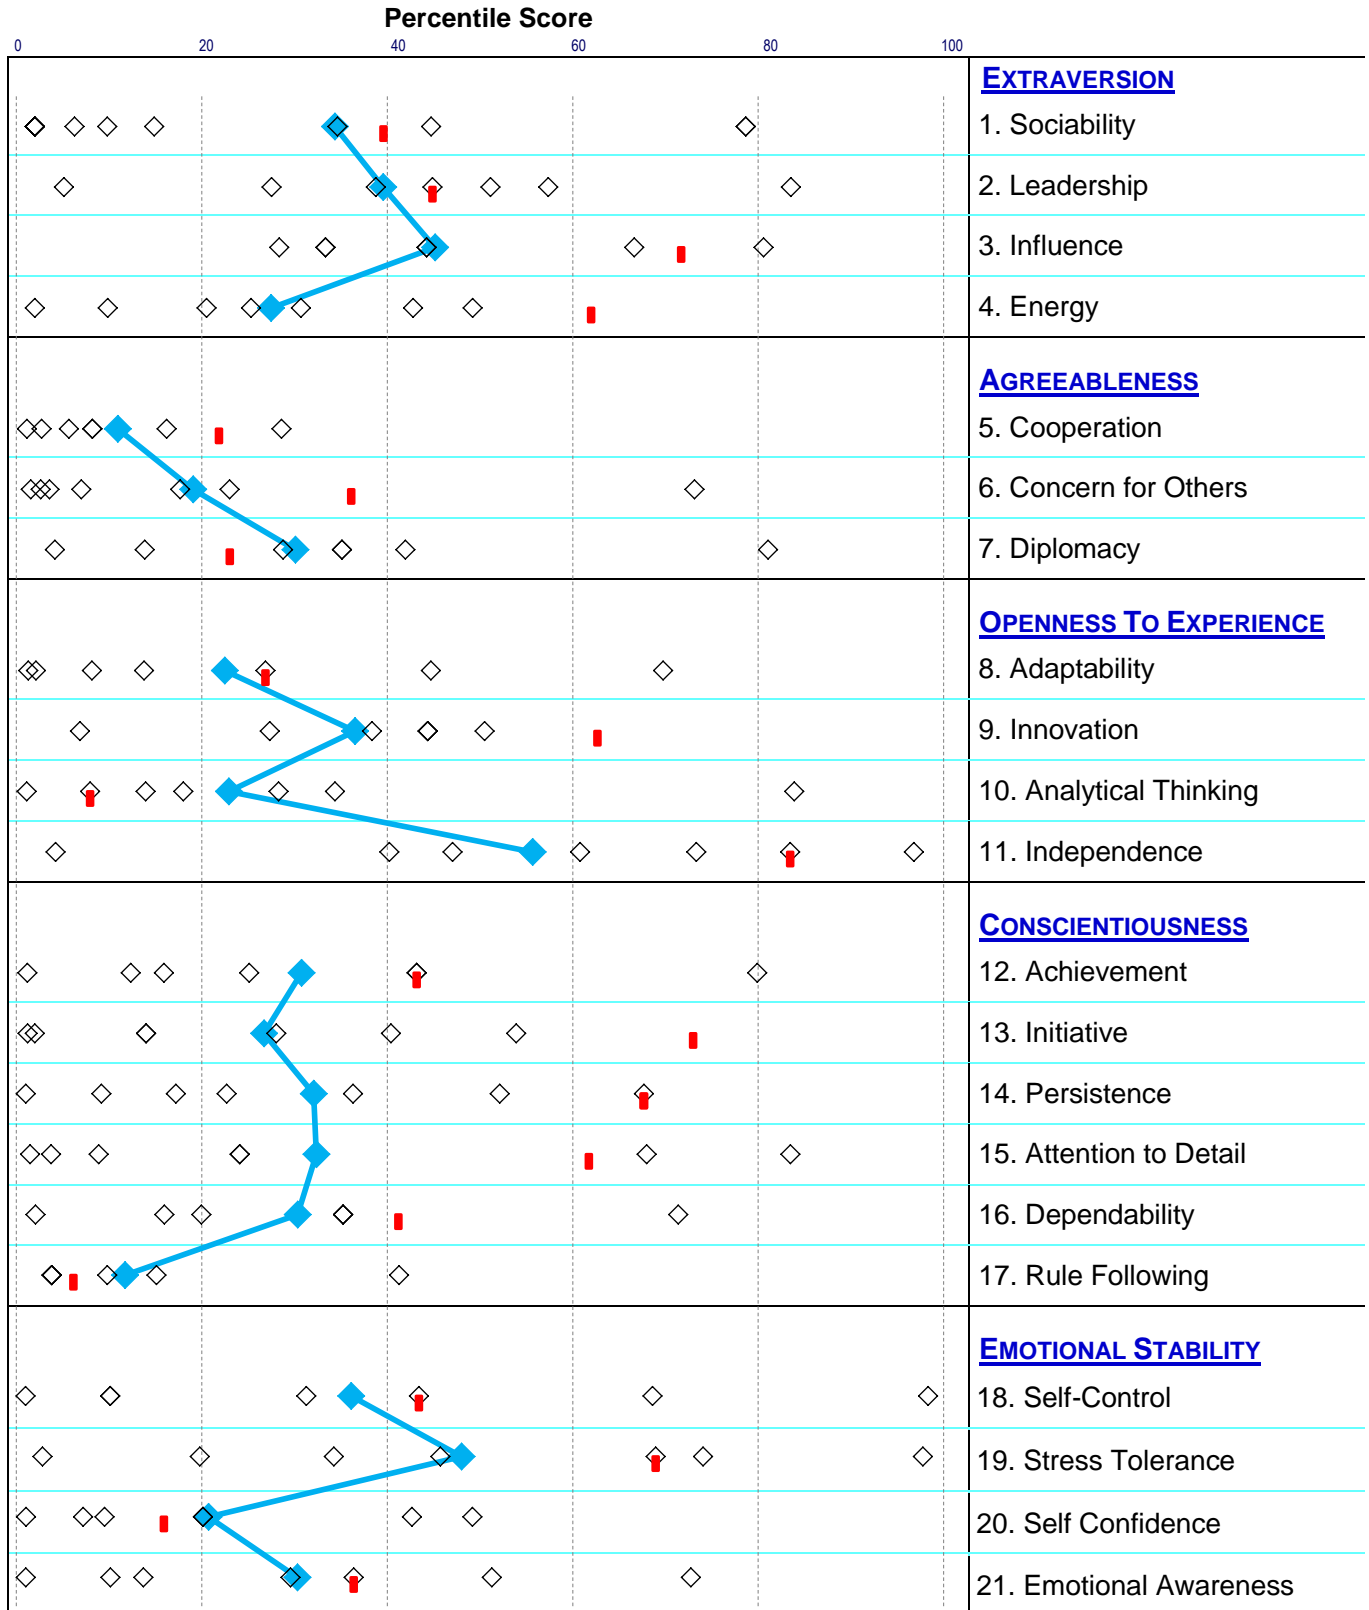 Percentile Score
0 20 40 60 80 100
EXTRAVERSION
1. Sociability
2. Leadership
3. Influence
4. Energy
AGREEABLENESS
5. Cooperation
6. Concern for Others
7. Diplomacy
OPENNESS TO EXPERIENCE
8. Adaptability
9. Innovation
10. Analytical Thinking
11. Independence
CONSCIENTIOUSNESS
12. Achievement
13. Initiative
14. Persistence
15. Attention to Detail
16. Dependability
17. Rule Following
EMOTIONAL STABILITY
18. Self-Control
19. Stress Tolerance
20. Self Confidence
21. Emotional Awareness